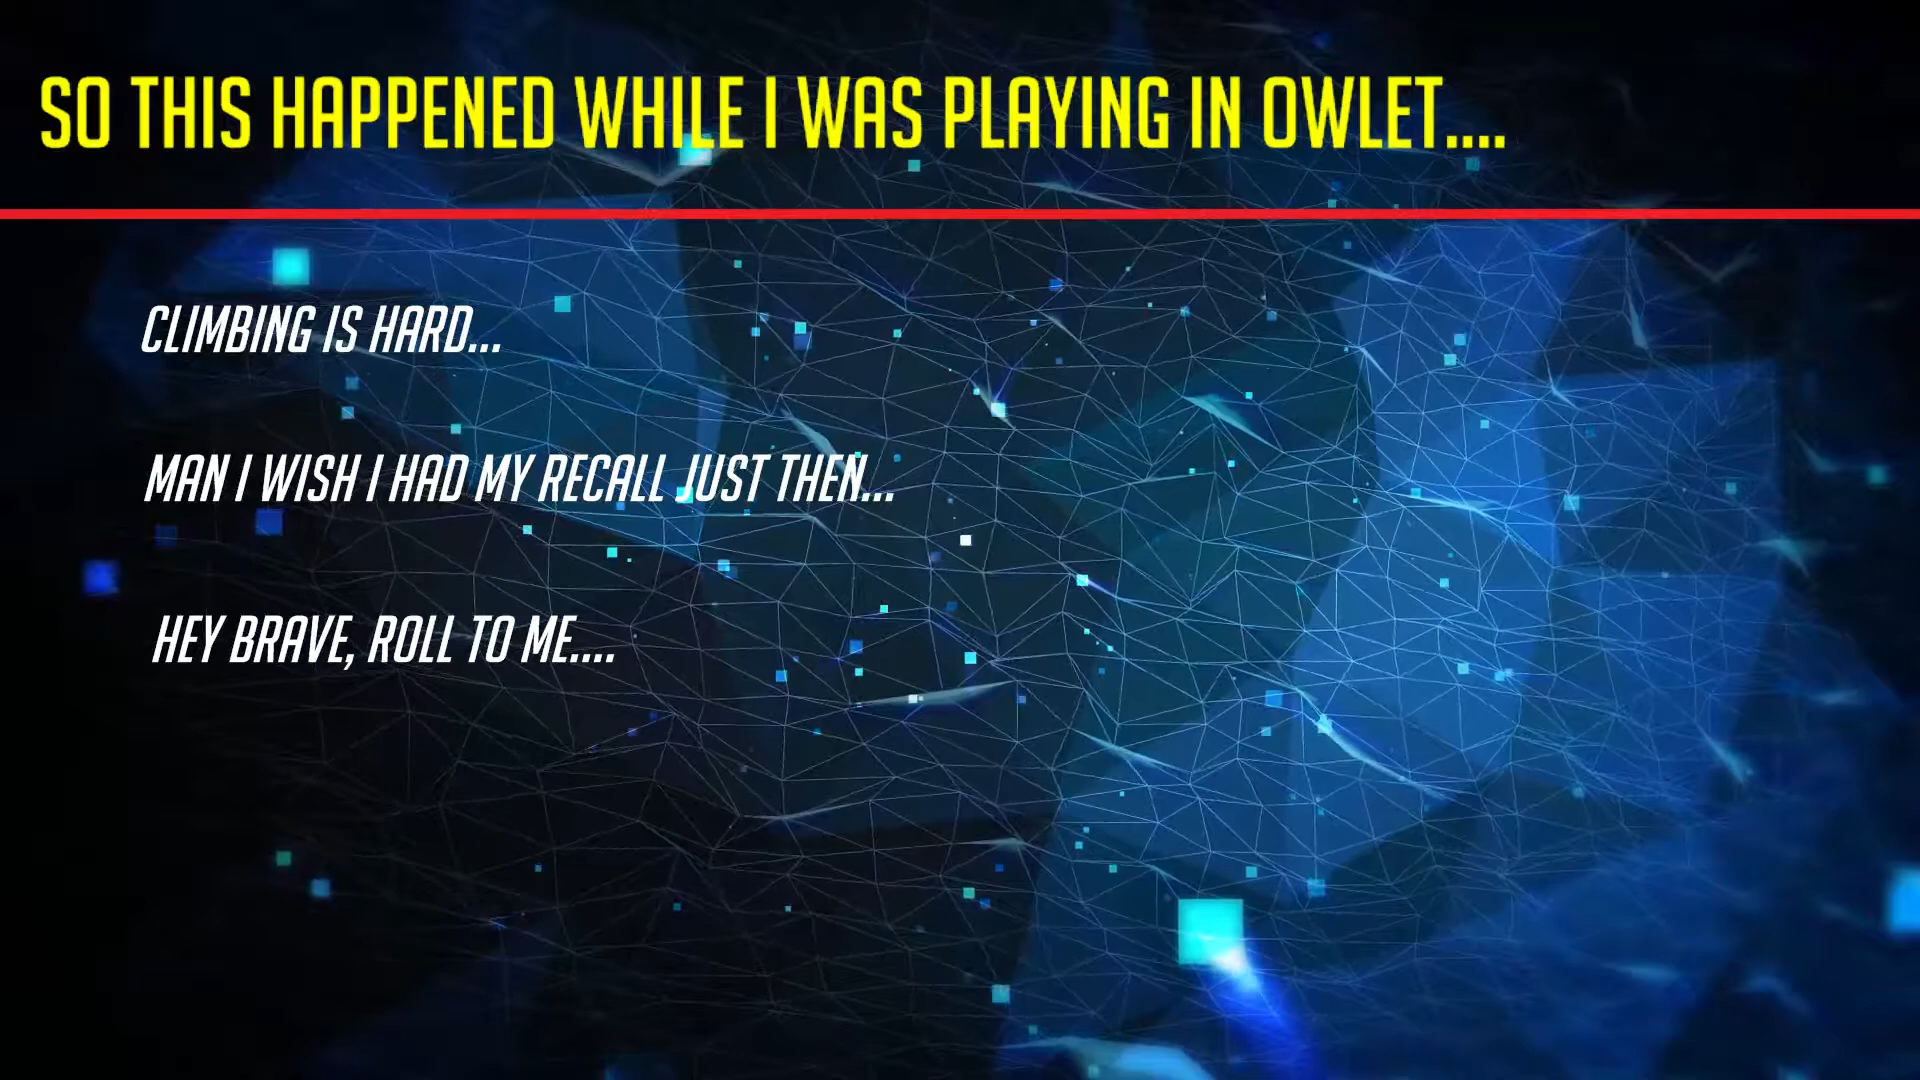 SO THIS HAPPENED WHILE I WAS PLAYING IN OWLET....
CLIMBING IS HARD...
MAN I WISH I HAD MY RECALL JUST THEN...
HEY BRAVE, ROLL TO ME....